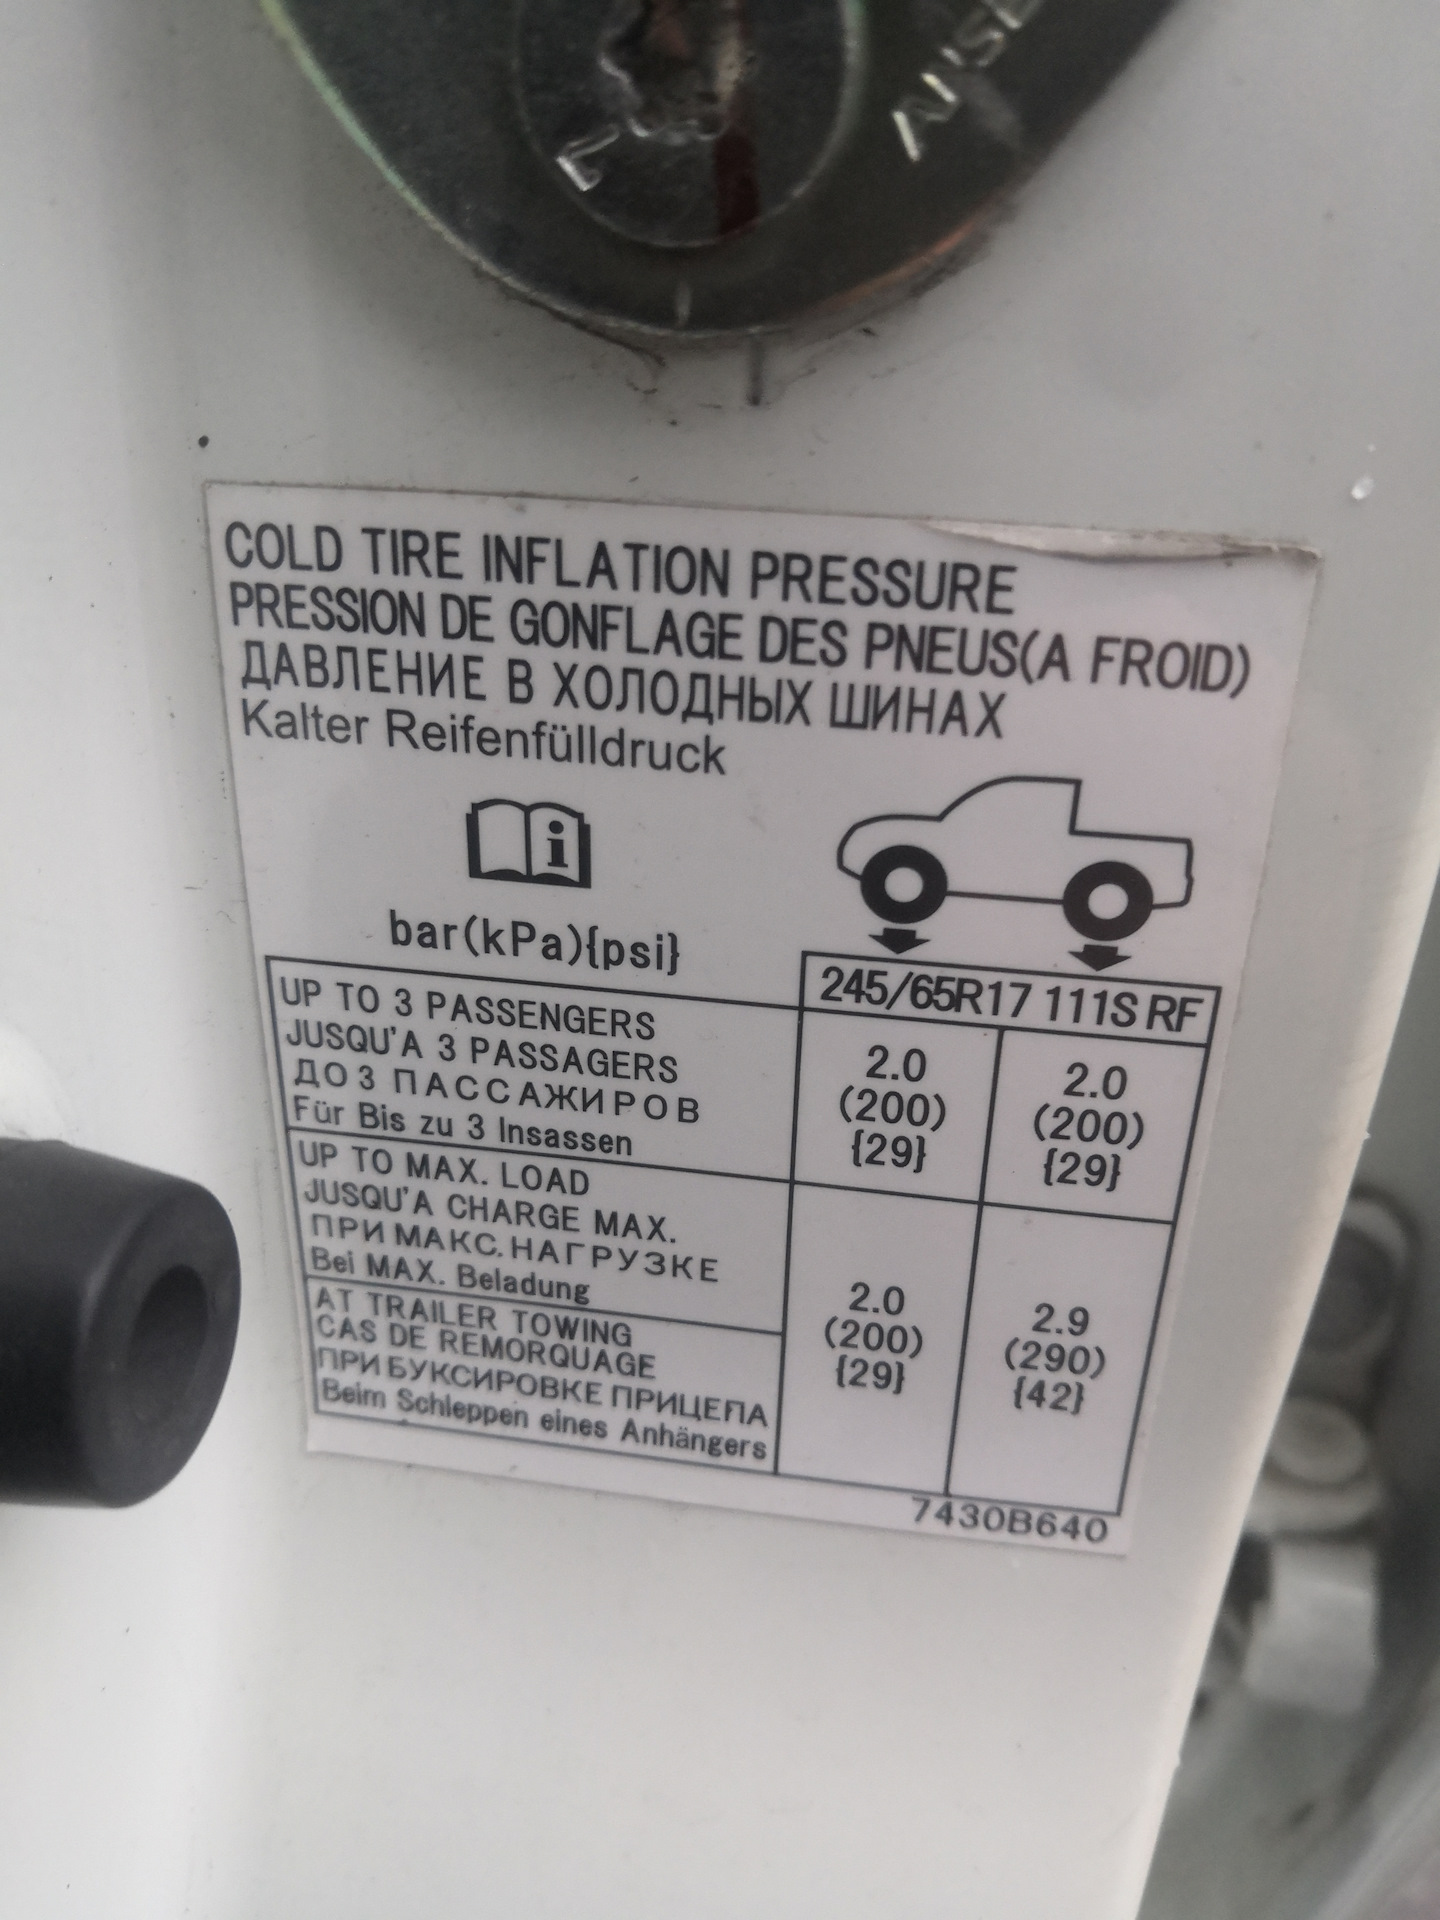 COLD TIRE INFLATION PRESSURE
PRESSION DE GONFLAGE DES PNEUS(A FROID)
ДАВЛЕНИЕ В ХОЛОДНЫХ ШИНАХ
Kalter Reifenfülldruck
i
bar(kPa){psi}
245/65R17 111S RF
UP TO 3 PASSENGERS
JUSQU'A 3 PASSAGERS
ДО 3 ПАССАЖИРОВ
Für Bis zu 3 Insassen
2.0
(200)
{29}
2.0
(200)
{29}
UP TO MAX. LOAD
JUSQU'A CHARGE MAX.
ПРИ МАКС. НАГРУЗКЕ
Bei MAX. Beladung
AT TRAILER TOWING
CAS DE REMORQUAGE
ПРИ БУКСИРОВКЕ ПРИЦЕПА
Beim Schleppen eines Anhängers
2.0
(200)
{29}
2.9
(290)
{42}
7430B640